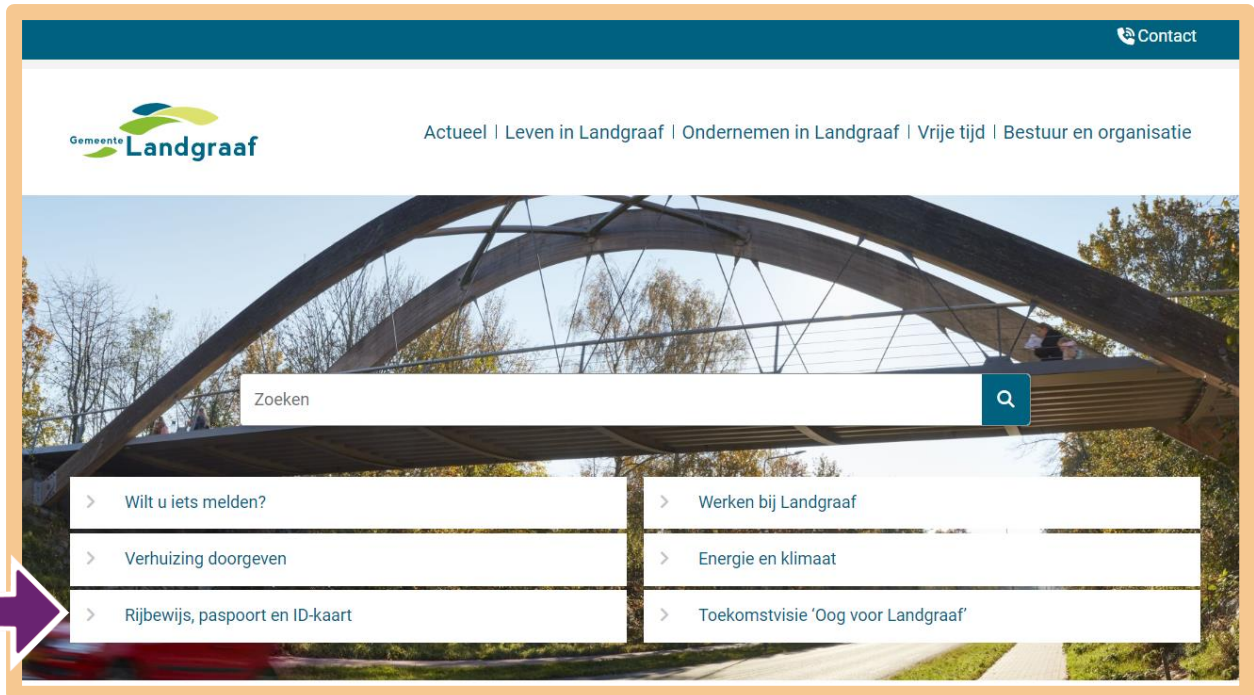 Contact
Gemeente Landgraaf
Actueel | Leven in Landgraaf | Ondernemen in Landgraaf | Vrije tijd | Bestuur en organisatie
Zoeken
Wilt u iets melden?
Werken bij Landgraaf
Verhuizing doorgeven
Energie en klimaat
Rijbewijs, paspoort en ID-kaart
Toekomstvisie ‘Oog voor Landgraaf’